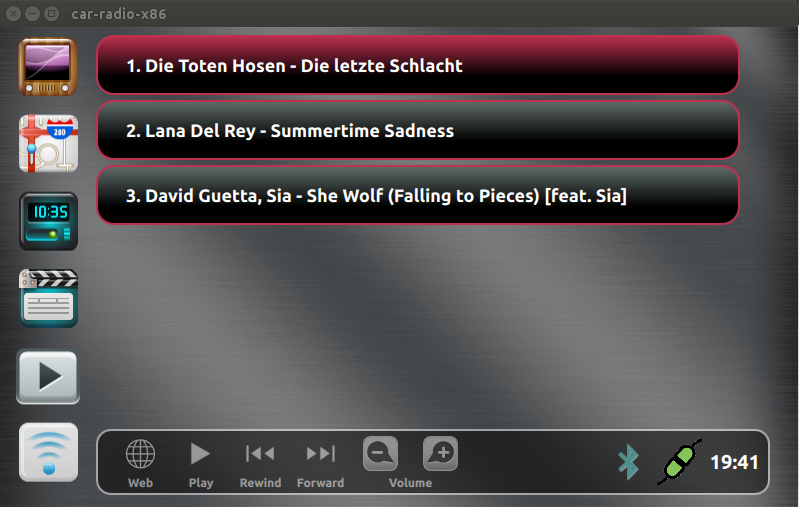 car-radio-x86
1. Die Toten Hosen - Die letzte Schlacht
280
2. Lana Del Rey - Summertime Sadness
10:35
3. David Guetta, Sia - She Wolf (Falling to Pieces) [feat. Sia]
Web
Play
Rewind
Forward
Volume
19:41